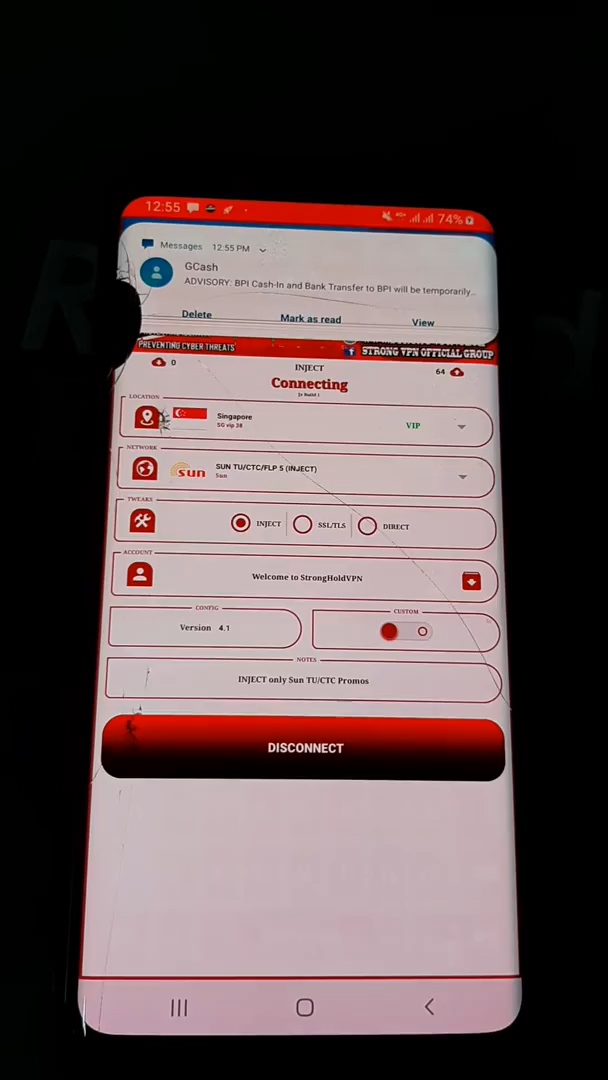 12:55
4G+ 74%
Messages 12:55 PM
GCash
ADVISORY: BPI Cash-In and Bank Transfer to BPI will be temporarily...
Delete Mark as read View
PREVENTING CYBER THREATS
STRONG VPN OFFICIAL GROUP
0 INJECT 64
Connecting
LOCATION
Singapore
SG vip 38
VIP
NETWORK
sun
SUN TU/CTC/FLP 5 (INJECT)
Sun
TWEAKS
INJECT SSL/TLS DIRECT
ACCOUNT
Welcome to StrongHoldVPN
CONFIG CUSTOM
Version 4.1
NOTES
INJECT only Sun TU/CTC Promos
DISCONNECT